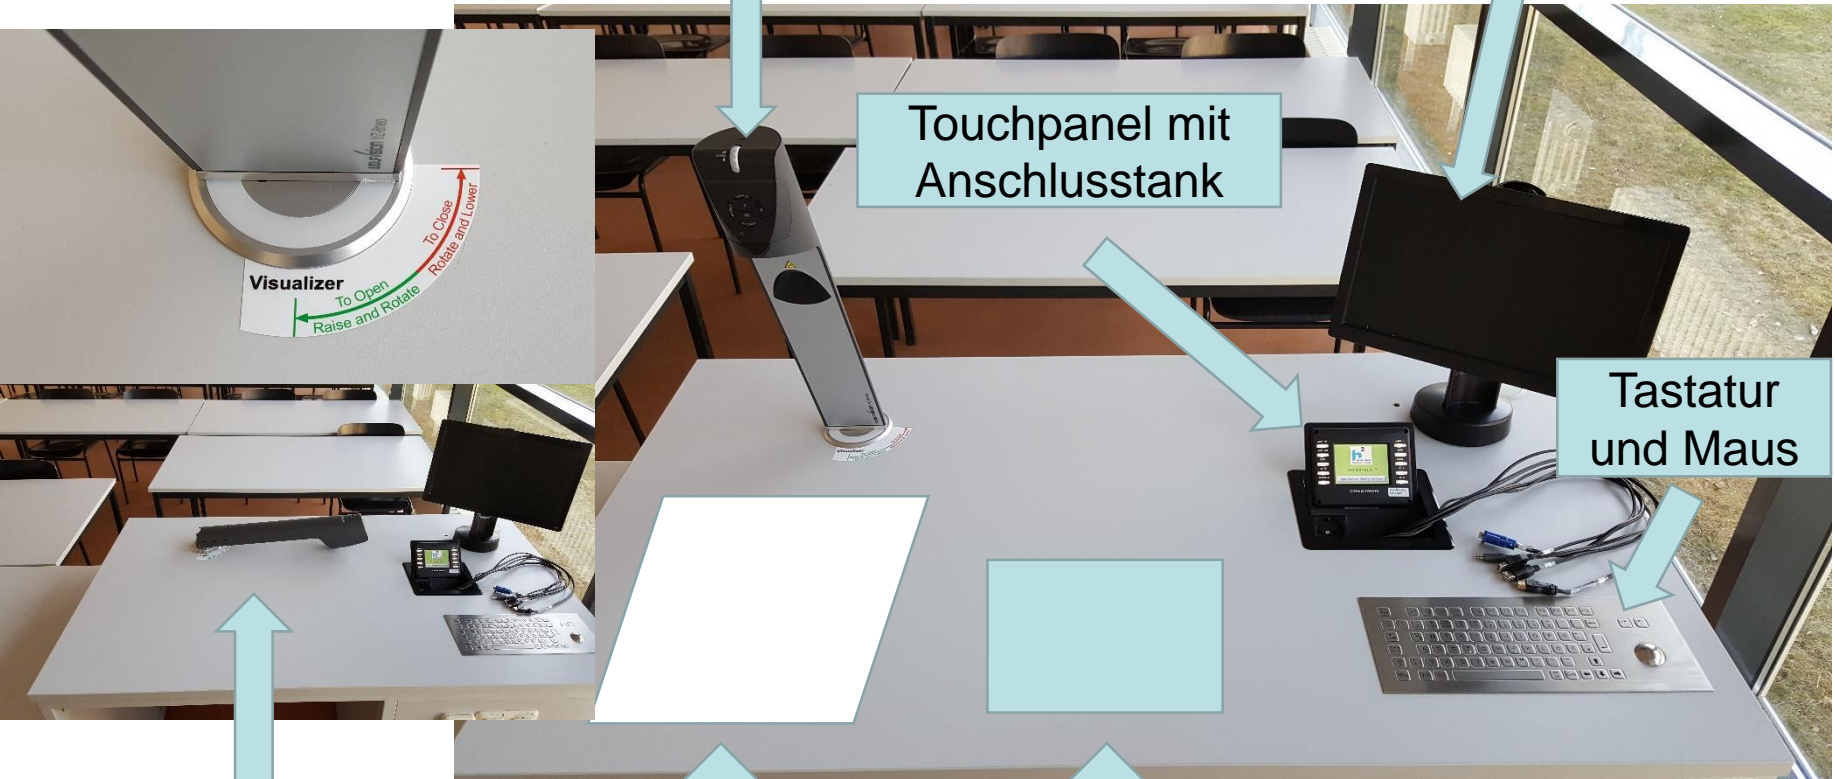 Touchpanel mit
Anschlusstank
Tastatur
und Maus
Visualizer
To Open
Raise and Rotate
To Close
Rotate and Lower